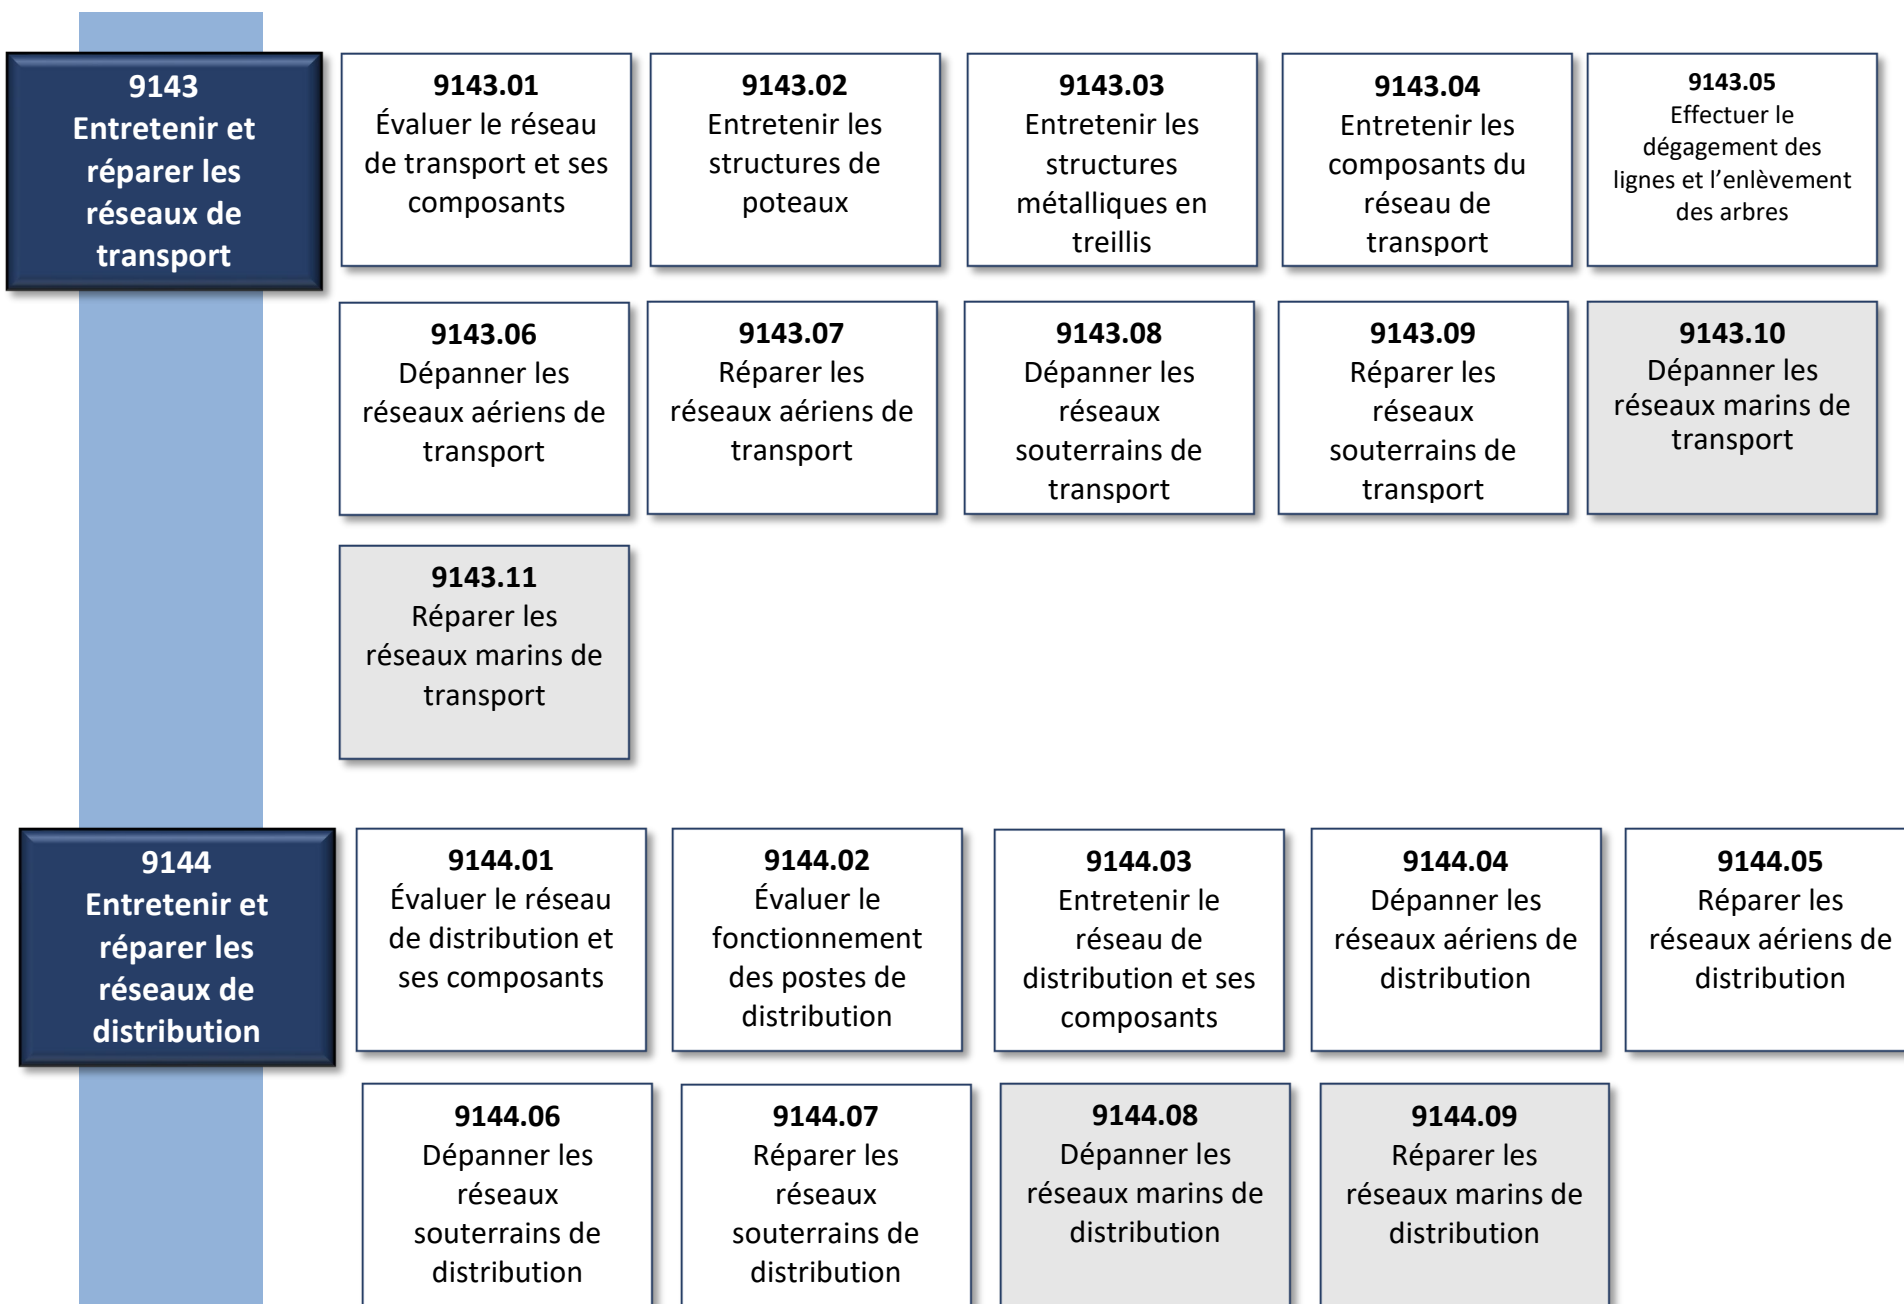 9143
Entretenir et
réparer les
réseaux de
transport
9143.01
Évaluer le réseau
de transport et ses
composants
9143.02
Entretenir les
structures de
poteaux
9143.03
Entretenir les
structures
métalliques en
treillis
9143.04
Entretenir les
composants du
réseau de
transport
9143.05
Effectuer le
dégagement des
lignes et l’enlèvement
des arbres
9143.06
Dépanner les
réseaux aériens de
transport
9143.07
Réparer les
réseaux aériens de
transport
9143.08
Dépanner les
réseaux
souterrains de
transport
9143.09
Réparer les
réseaux
souterrains de
transport
9143.10
Dépanner les
réseaux marins de
transport
9143.11
Réparer les
réseaux marins de
transport
9144
Entretenir et
réparer les
réseaux de
distribution
9144.01
Évaluer le réseau
de distribution et
ses composants
9144.02
Évaluer le
fonctionnement
des postes de
distribution
9144.03
Entretenir le
réseau de
distribution et ses
composants
9144.04
Dépanner les
réseaux aériens de
distribution
9144.05
Réparer les
réseaux aériens de
distribution
9144.06
Dépanner les
réseaux
souterrains de
distribution
9144.07
Réparer les
réseaux
souterrains de
distribution
9144.08
Dépanner les
réseaux marins de
distribution
9144.09
Réparer les
réseaux marins de
distribution